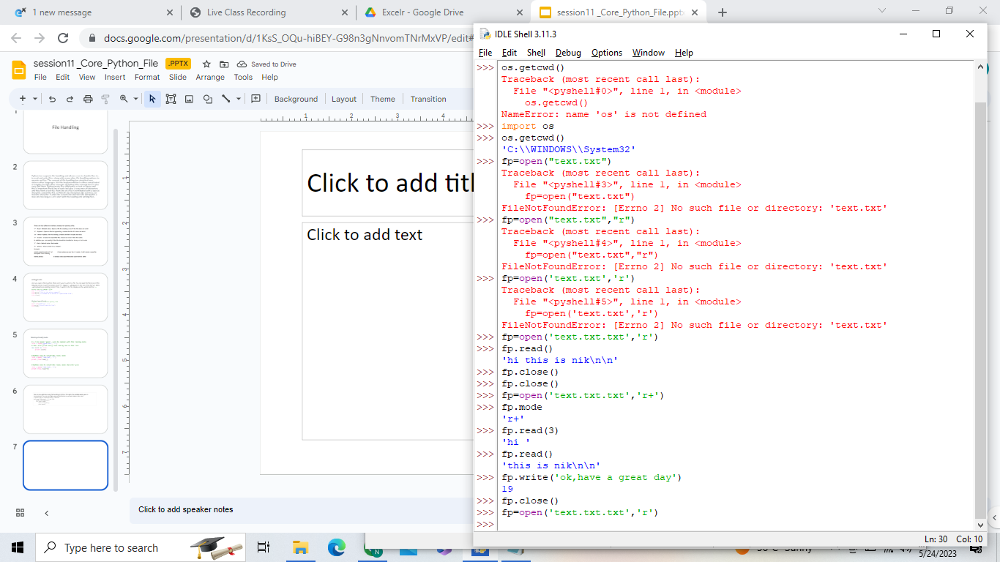 1 new message
Live Class Recording
Excelr - Google Drive
session11 _Core_Python_File.pptx
docs.google.com/presentation/d/1KsS_OQu-hiBEY-G98n3gNnvomTNrMxVP/edit#
session11 _Core_Python_File
.PPTX
Saved to Drive
File Edit View Insert Format Slide Arrange Tools Help
Background Layout Theme Transition
1 2 3 4
1
File Handling
2
3
4
5
6
7
Click to add titl
Click to add text
1
2
3
4
5
6
7
Click to add speaker notes
IDLE Shell 3.11.3
File Edit Shell Debug Options Window Help
>>> os.getcwd()
Traceback (most recent call last):
File "<pyshell#0>", line 1, in <module>
os.getcwd()
NameError: name 'os' is not defined
>>> import os
>>> os.getcwd()
'C:\\WINDOWS\\System32'
>>> fp=open("text.txt")
Traceback (most recent call last):
File "<pyshell#3>", line 1, in <module>
fp=open("text.txt")
FileNotFoundError: [Errno 2] No such file or directory: 'text.txt'
>>> fp=open("text.txt","r")
Traceback (most recent call last):
File "<pyshell#4>", line 1, in <module>
fp=open("text.txt","r")
FileNotFoundError: [Errno 2] No such file or directory: 'text.txt'
>>> fp=open('text.txt','r')
Traceback (most recent call last):
File "<pyshell#5>", line 1, in <module>
fp=open('text.txt','r')
FileNotFoundError: [Errno 2] No such file or directory: 'text.txt'
>>> fp=open('text.txt.txt','r')
>>> fp.read()
'hi this is nik\n\n'
>>> fp.close()
>>> fp.close()
>>> fp=open('text.txt.txt','r+')
>>> fp.mode
'r+'
>>> fp.read(3)
'hi '
>>> fp.read()
'this is nik\n\n'
>>> fp.write('ok,have a great day')
19
>>> fp.close()
>>> fp=open('text.txt.txt','r')
>>>
Ln: 30 Col: 10
Type here to search
5/24/2023